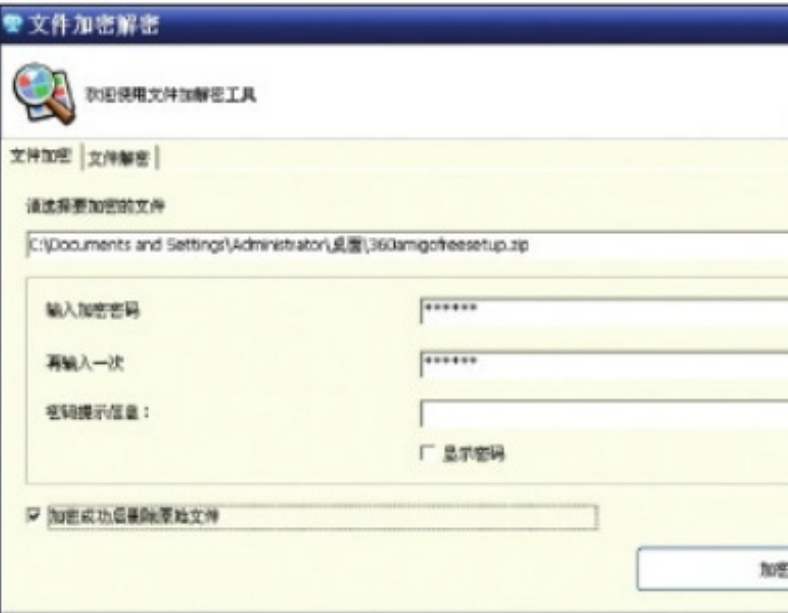 文件加密解密
欢迎使用文件加解密工具
文件加密 文件解密
请选择要加密的文件
C:\Documents and Settings\Administrator\桌面\360amigofreesetup.zip
输入加密密码 ******
再输入一次 ******
密码提示信息：
显示密码
加密成功后删除原始文件
加密